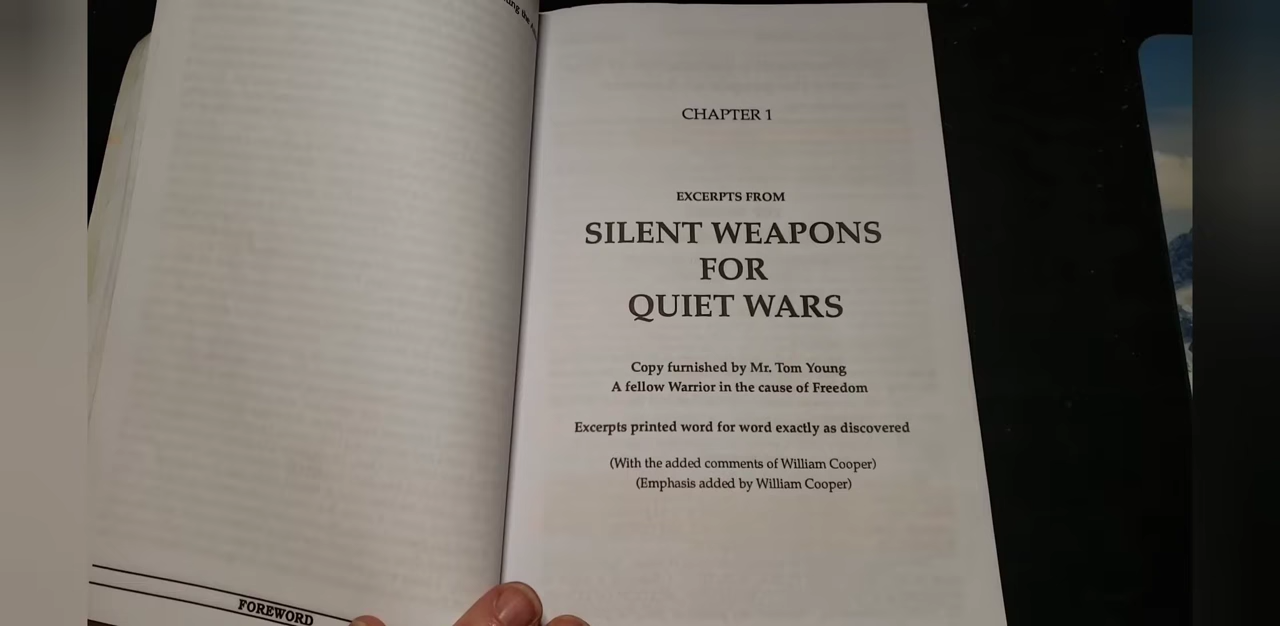 FOREWORD
CHAPTER 1
EXCERPTS FROM
SILENT WEAPONS
FOR
QUIET WARS
Copy furnished by Mr. Tom Young
A fellow Warrior in the cause of Freedom
Excerpts printed word for word exactly as discovered
(With the added comments of William Cooper)
(Emphasis added by William Cooper)